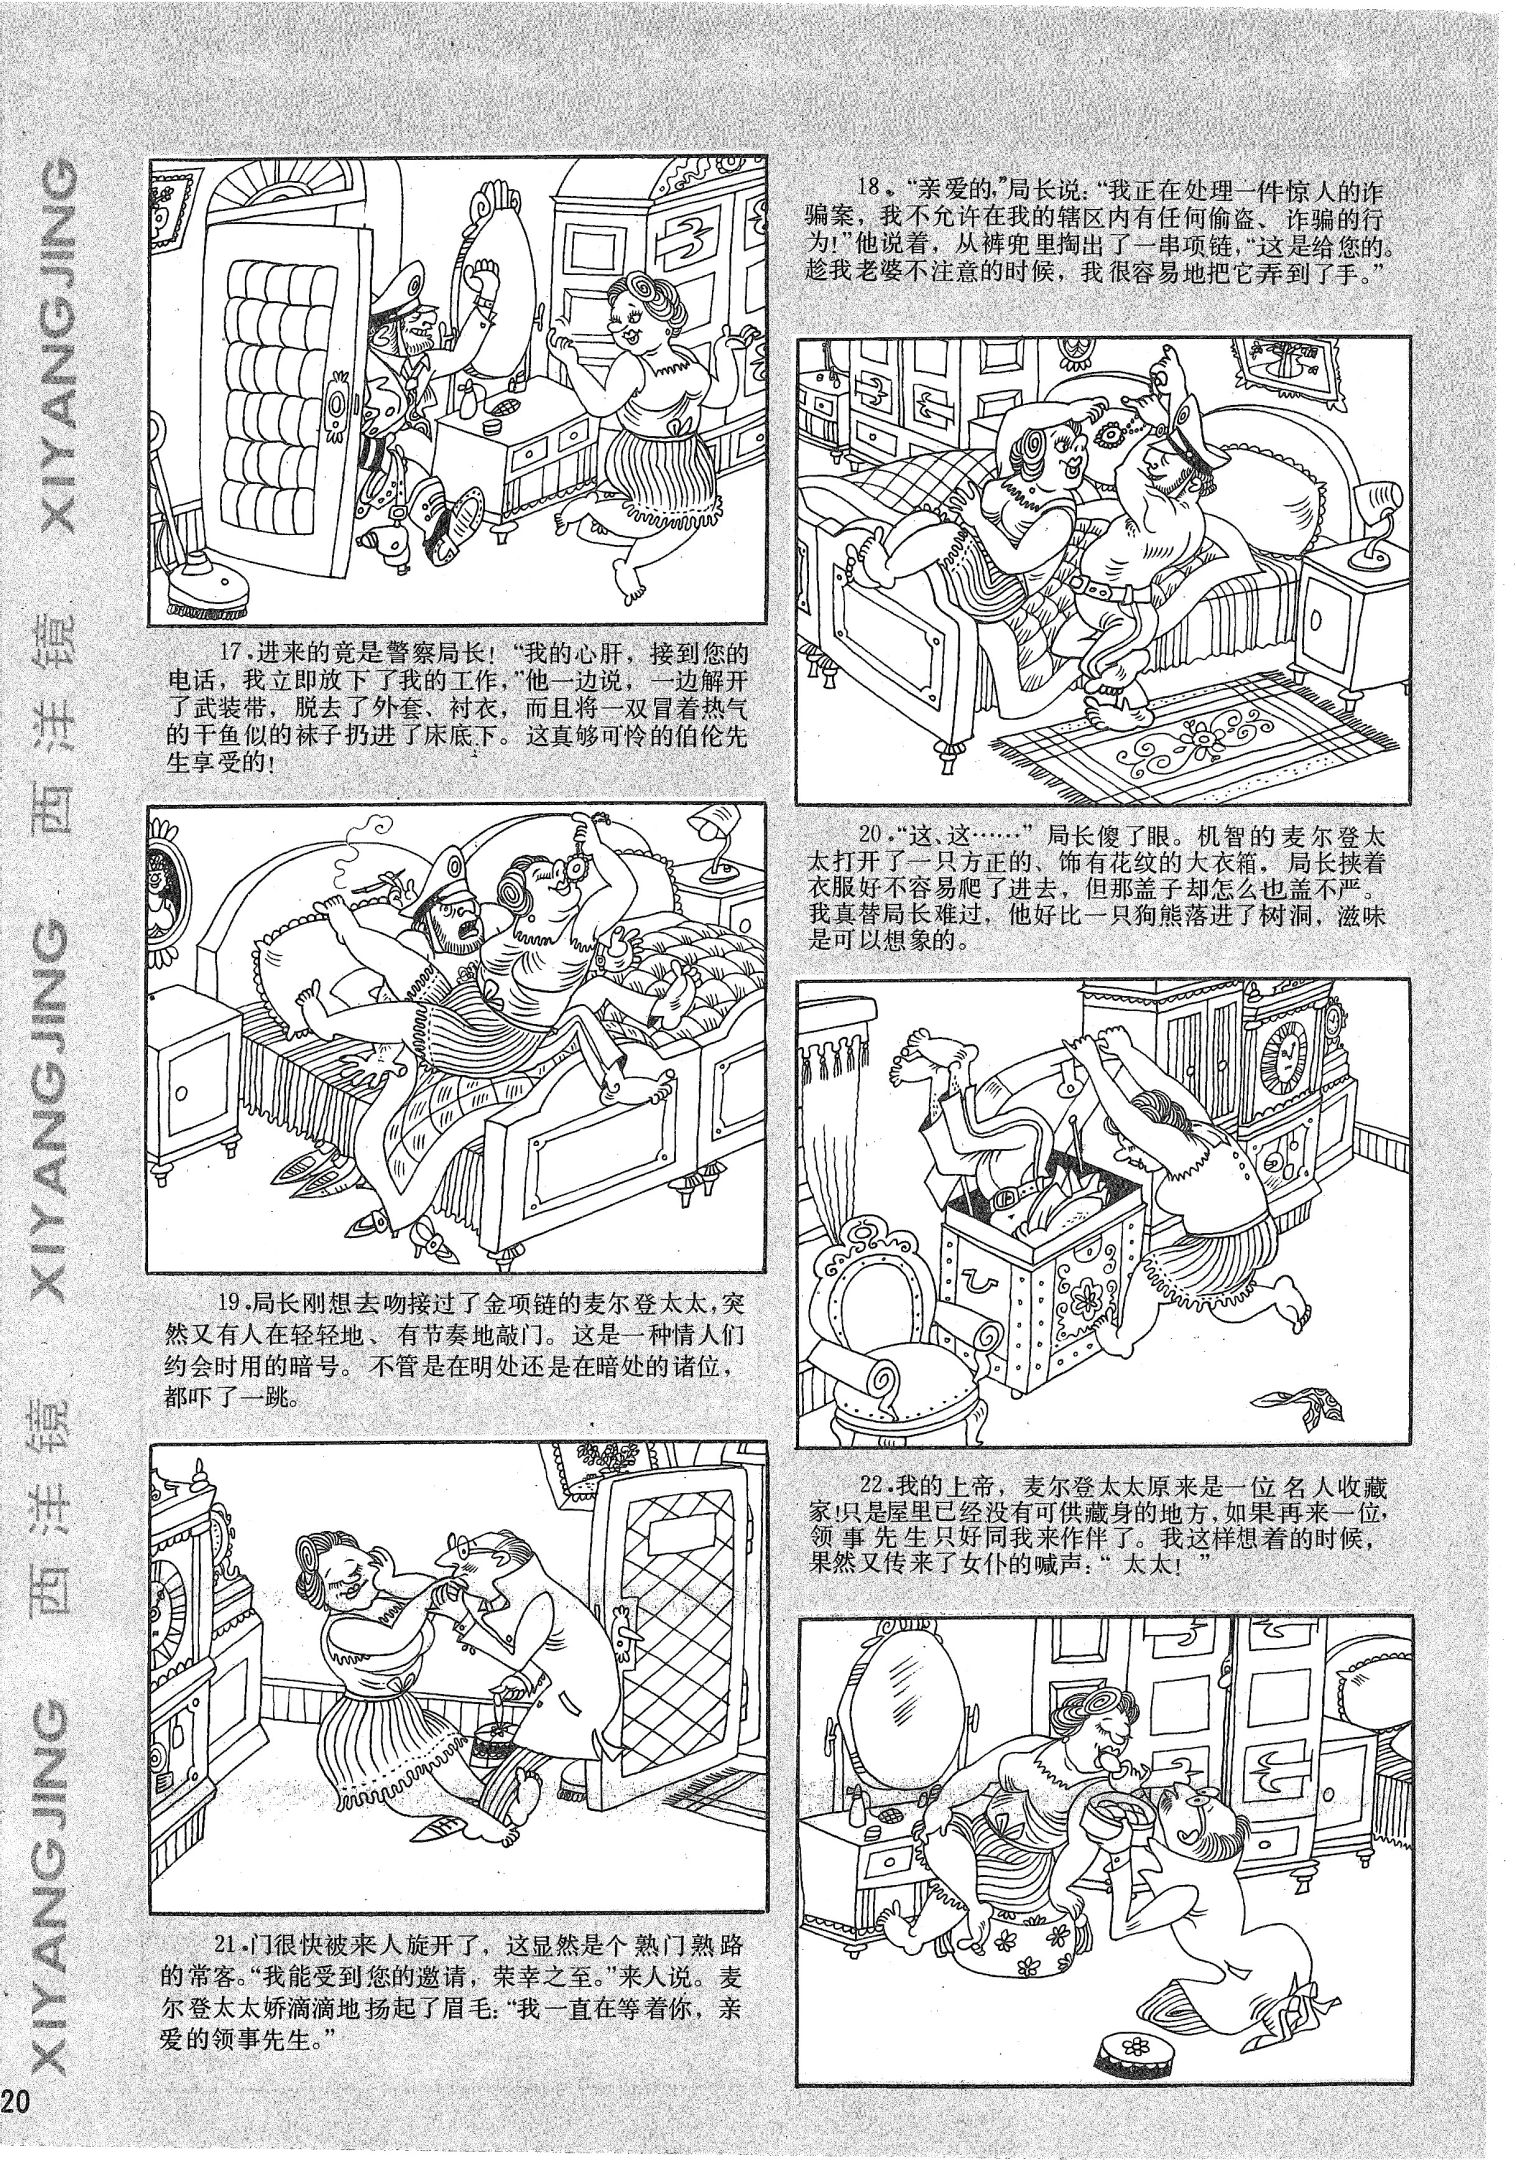 17.进来的竟是警察局长！“我的心肝，接到您的
电话，我立即放下了我的工作，”他一边说，一边解开
了武装带，脱去了外套、衬衣，而且将一双冒着热气
的干鱼似的袜子扔进了床底下。这真够可怜的伯伦先
生享受的！
18。“亲爱的，”局长说：“我正在处理一件惊人的诈
骗案，我不允许在我的辖区内有任何偷盗、诈骗的行
为！”他说着，从裤兜里掏出了一串项链，“这是给您的。
趁我老婆不注意的时候，我很容易地把它弄到了手。”
19.局长刚想去吻接过了金项链的麦尔登太太，突
然又有人在轻轻地、有节奏地敲门。这是一种情人们
约会时用的暗号。不管是在明处还是在暗处的诸位，
都吓了一跳。
20.“这、这……”局长傻了眼。机智的麦尔登太
太打开了一只方正的、饰有花纹的大衣箱，局长挟着
衣服好不容易爬了进去，但那盖子却怎么也盖不严。
我真替局长难过，他好比一只狗熊落进了树洞，滋味
是可以想象的。
21.门很快被来人旋开了，这显然是个熟门熟路
的常客。“我能受到您的邀请，荣幸之至。”来人说。麦
尔登太太娇滴滴地扬起了眉毛：“我一直在等着你，亲
爱的领事先生。”
22.我的上帝，麦尔登太太原来是一位名人收藏
家！只是屋里已经没有可供藏身的地方，如果再来一位，
领事先生只好同我来作伴了。我这样想着的时候，
果然又传来了女仆的喊声：“太太！”
XIYANGJING 西洋镜 XIYANGJING XIYANGJING 西洋镜 XIYANGJING
20